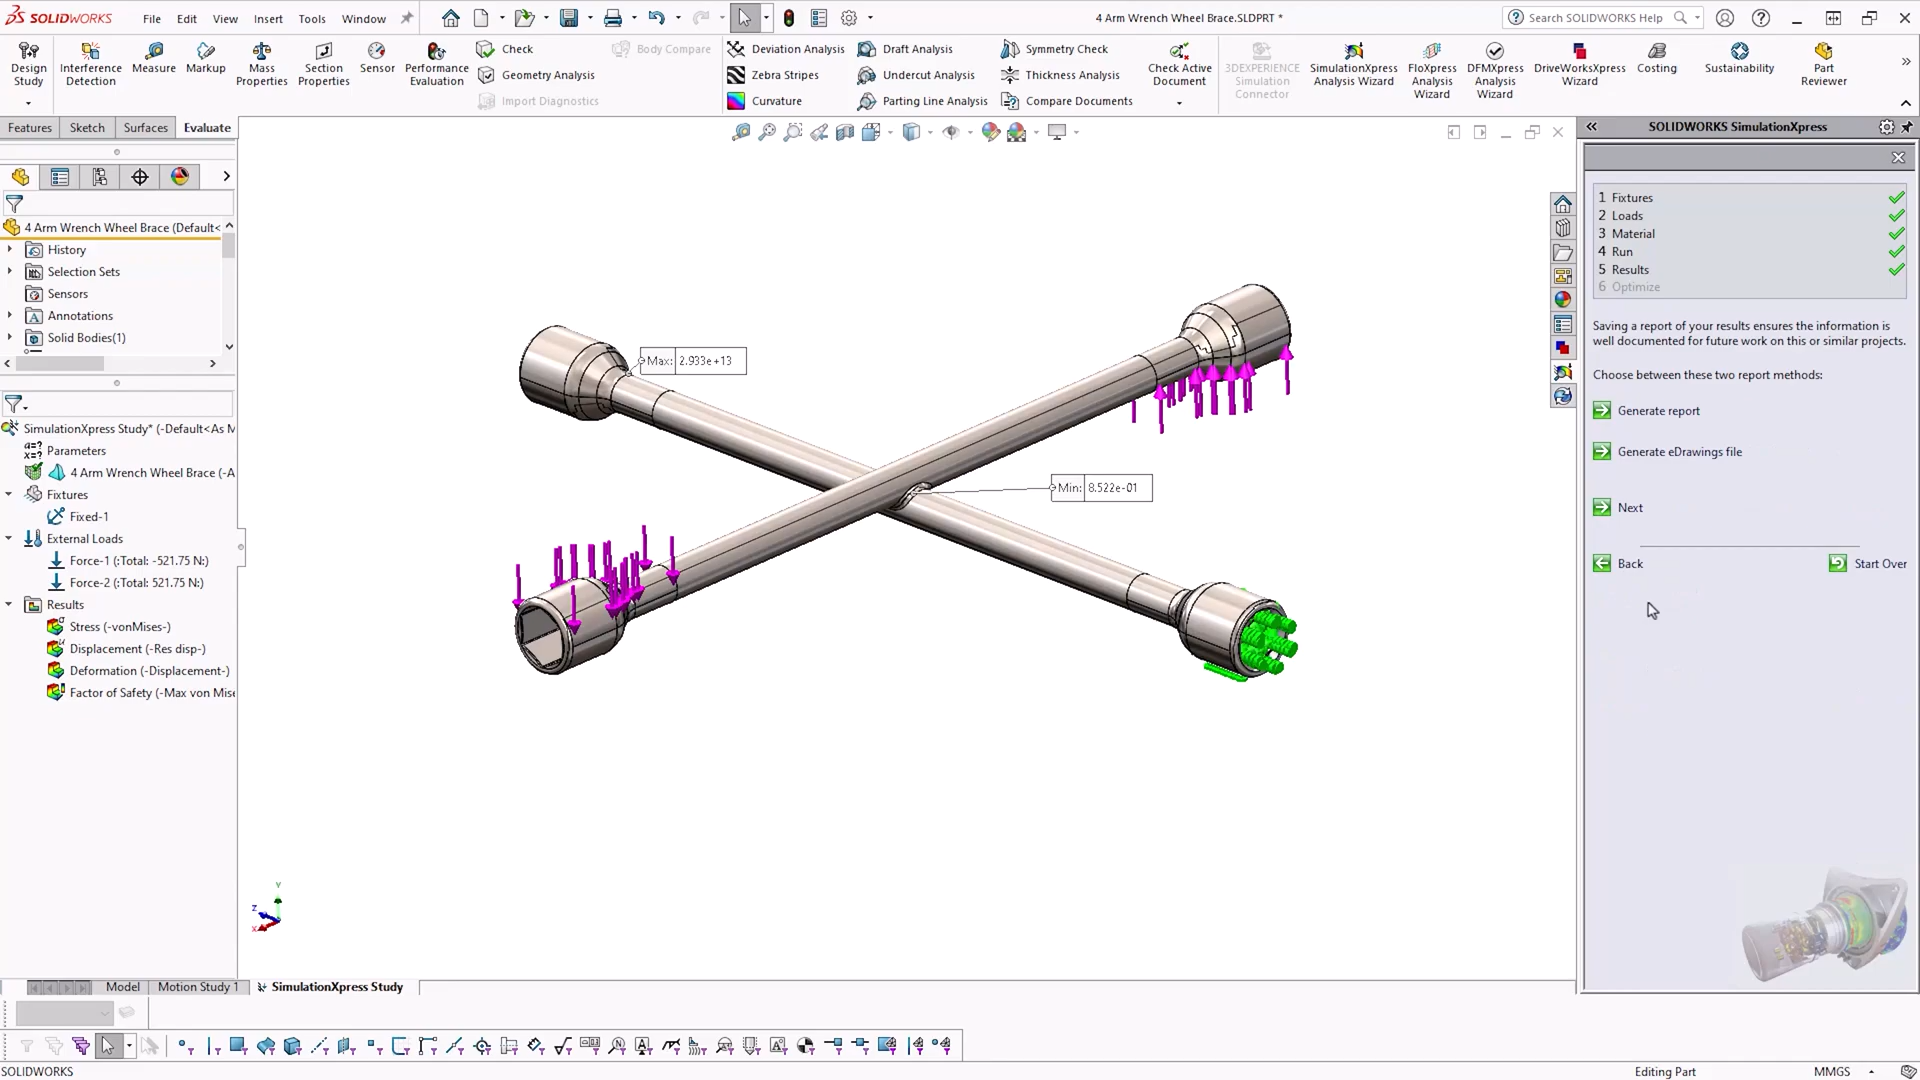 SOLIDWORKS
File Edit View Insert Tools Window
4 Arm Wrench Wheel Brace.SLDPRT *
Search SOLIDWORKS Help
Design Study
Interference Detection
Measure
Markup
Mass Properties
Section Properties
Sensor
Performance Evaluation
Check
Geometry Analysis
Import Diagnostics
Body Compare
Deviation Analysis
Zebra Stripes
Curvature
Draft Analysis
Undercut Analysis
Parting Line Analysis
Symmetry Check
Thickness Analysis
Compare Documents
Check Active Document
3DEXPERIENCE Simulation Connector
SimulationXpress Analysis Wizard
FloXpress Analysis Wizard
DFMXpress Analysis Wizard
DriveWorksXpress Wizard
Costing
Sustainability
Part Reviewer
Features Sketch Surfaces Evaluate
4 Arm Wrench Wheel Brace (Default<
History
Selection Sets
Sensors
Annotations
Solid Bodies(1)
SimulationXpress Study* (-Default<As M
Parameters
4 Arm Wrench Wheel Brace (-A
Fixtures
Fixed-1
External Loads
Force-1 (:Total: -521.75 N:)
Force-2 (:Total: 521.75 N:)
Results
Stress (-vonMises-)
Displacement (-Res disp-)
Deformation (-Displacement-)
Factor of Safety (-Max von Mise
Max: 2.933e+13
Min: 8.522e-01
Y
Z
X
SOLIDWORKS SimulationXpress
1 Fixtures
2 Loads
3 Material
4 Run
5 Results
6 Optimize
Saving a report of your results ensures the information is
well documented for future work on this or similar projects.
Choose between these two report methods:
Generate report
Generate eDrawings file
Next
Back Start Over
Model Motion Study 1 SimulationXpress Study
SOLIDWORKS Editing Part MMGS